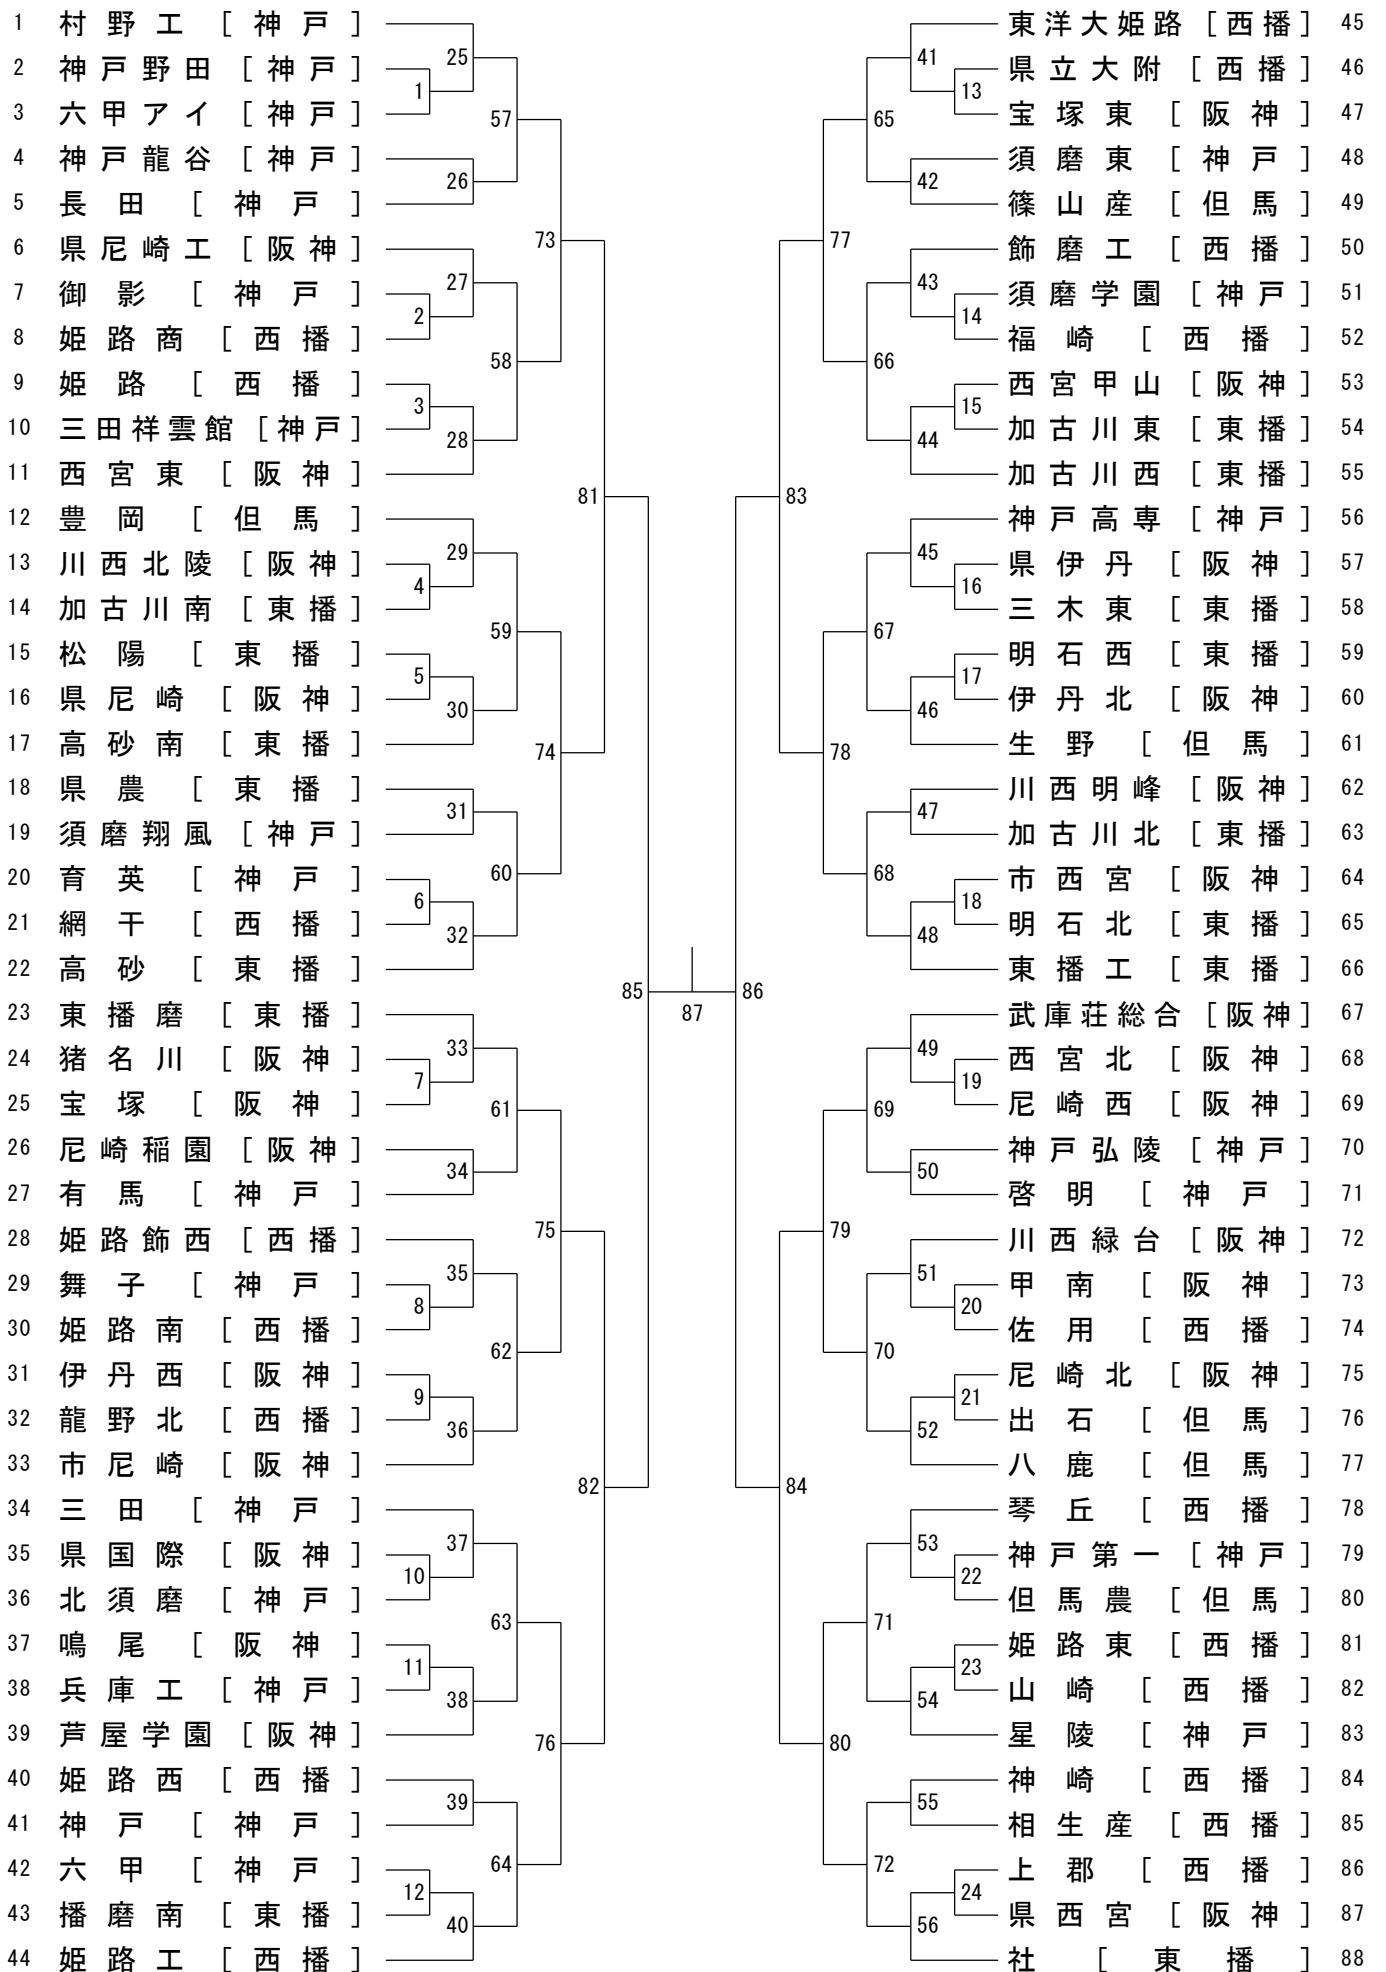 1 村野工 [神戸]
2 神戸野田 [神戸]
3 六甲アイ [神戸]
4 神戸龍谷 [神戸]
5 長田 [神戸]
6 県尼崎工 [阪神]
7 御影 [神戸]
8 姫路商 [西播]
9 姫路 [西播]
10 三田祥雲館 [神戸]
11 西宮東 [阪神]
12 豊岡 [但馬]
13 川西北陵 [阪神]
14 加古川南 [東播]
15 松陽 [東播]
16 県尼崎 [阪神]
17 高砂南 [東播]
18 県農 [東播]
19 須磨翔風 [神戸]
20 育英 [神戸]
21 網干 [西播]
22 高砂 [東播]
23 東播磨 [東播]
24 猪名川 [阪神]
25 宝塚 [阪神]
26 尼崎稲園 [阪神]
27 有馬 [神戸]
28 姫路飾西 [西播]
29 舞子 [神戸]
30 姫路南 [西播]
31 伊丹西 [阪神]
32 龍野北 [西播]
33 市尼崎 [阪神]
34 三田 [神戸]
35 県国際 [阪神]
36 北須磨 [神戸]
37 鳴尾 [阪神]
38 兵庫工 [神戸]
39 芦屋学園 [阪神]
40 姫路西 [西播]
41 神戸 [神戸]
42 六甲 [神戸]
43 播磨南 [東播]
44 姫路工 [西播]
1
2
3
4
5
6
7
8
9
10
11
12
25
26
27
28
29
30
31
32
33
34
35
36
37
38
39
40
57
58
59
60
61
62
63
64
73
74
75
76
81
82
85
87
86
83
84
77
78
79
80
65
66
67
68
69
70
71
72
41
42
43
44
45
46
47
48
49
50
51
52
53
54
55
56
13
14
15
16
17
18
19
20
21
22
23
24
東洋大姫路 [西播] 45
県立大附 [西播] 46
宝塚東 [阪神] 47
須磨東 [神戸] 48
篠山産 [但馬] 49
飾磨工 [西播] 50
須磨学園 [神戸] 51
福崎 [西播] 52
西宮甲山 [阪神] 53
加古川東 [東播] 54
加古川西 [東播] 55
神戸高専 [神戸] 56
県伊丹 [阪神] 57
三木東 [東播] 58
明石西 [東播] 59
伊丹北 [阪神] 60
生野 [但馬] 61
川西明峰 [阪神] 62
加古川北 [東播] 63
市西宮 [阪神] 64
明石北 [東播] 65
東播工 [東播] 66
武庫荘総合 [阪神] 67
西宮北 [阪神] 68
尼崎西 [阪神] 69
神戸弘陵 [神戸] 70
啓明 [神戸] 71
川西緑台 [阪神] 72
甲南 [阪神] 73
佐用 [西播] 74
尼崎北 [阪神] 75
出石 [但馬] 76
八鹿 [但馬] 77
琴丘 [西播] 78
神戸第一 [神戸] 79
但馬農 [但馬] 80
姫路東 [西播] 81
山崎 [西播] 82
星陵 [神戸] 83
神崎 [西播] 84
相生産 [西播] 85
上郡 [西播] 86
県西宮 [阪神] 87
社 [東播] 88